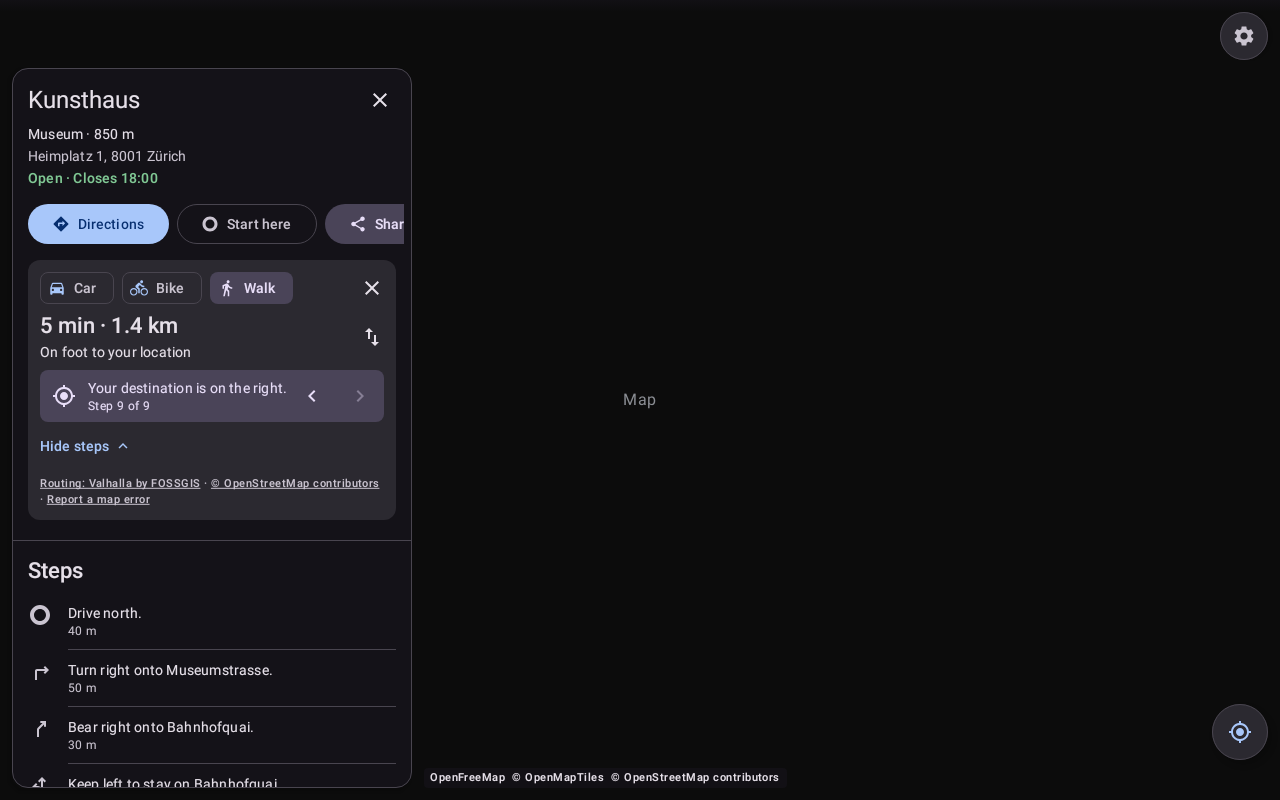 Kunsthaus
Museum · 850 m
Heimplatz 1, 8001 Zürich
Open · Closes 18:00
Directions
Start here
Shar
Car
Bike
Walk
5 min · 1.4 km
On foot to your location
Your destination is on the right.
Step 9 of 9
Hide steps
Routing: Valhalla by FOSSGIS · © OpenStreetMap contributors
· Report a map error
Steps
Drive north.
40 m
Turn right onto Museumstrasse.
50 m
Bear right onto Bahnhofquai.
30 m
Keep left to stay on Bahnhofquai
Map
OpenFreeMap © OpenMapTiles © OpenStreetMap contributors